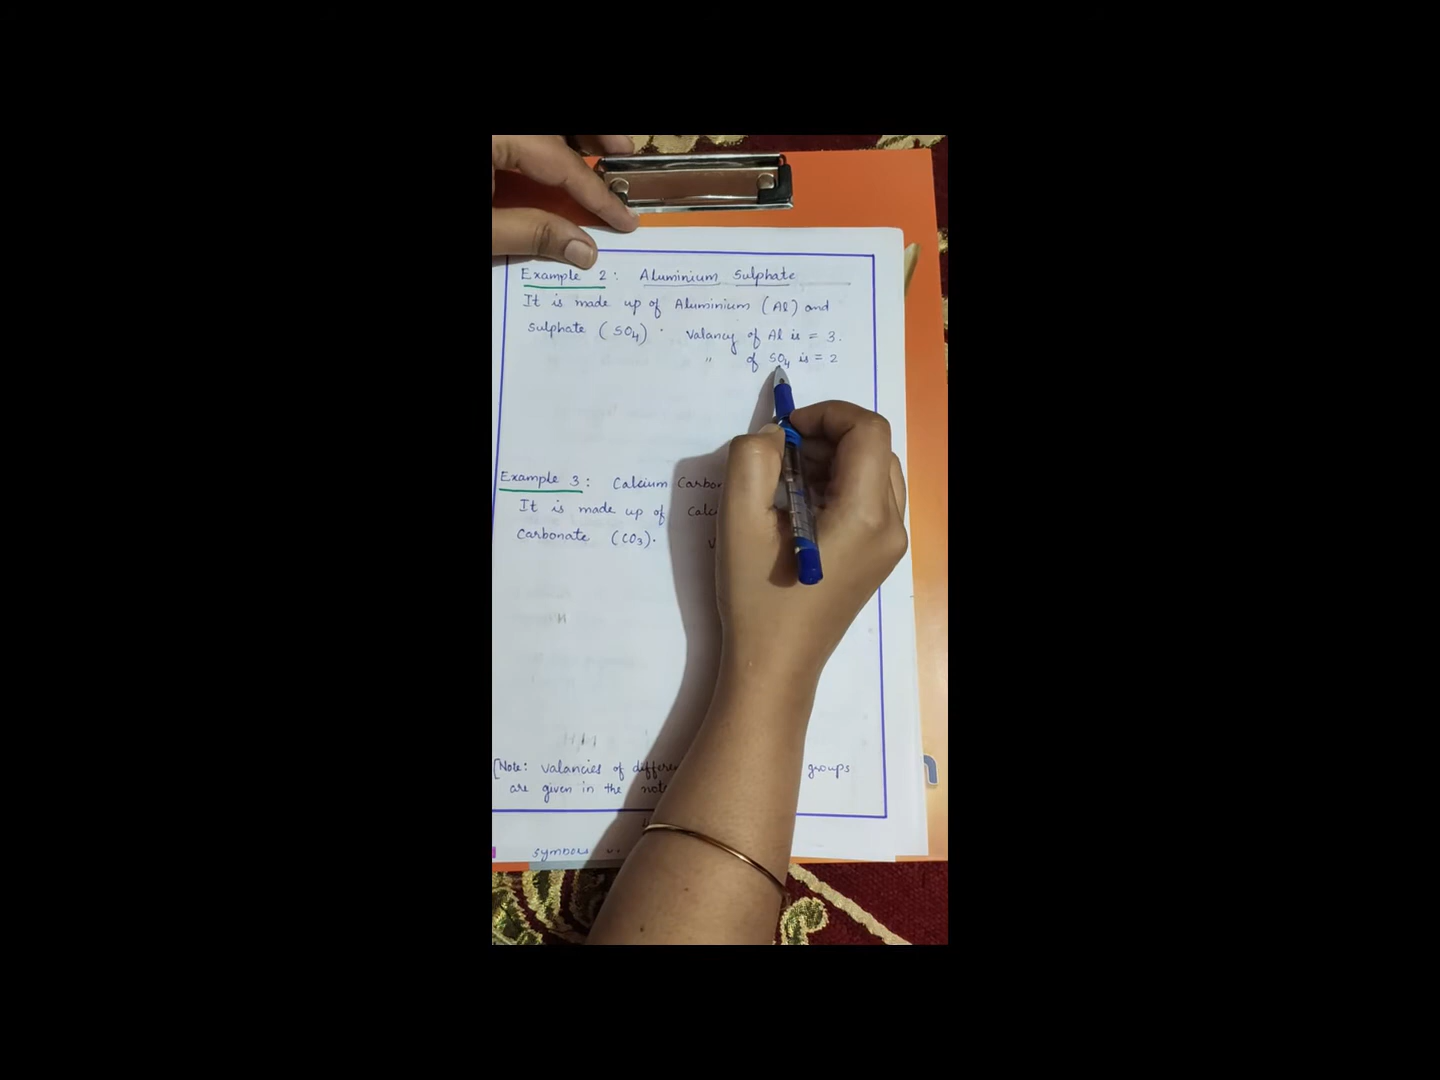 Example 2: Aluminium Sulphate
It is made up of Aluminium (Al) and
Sulphate (SO4). Valancy of Al is = 3.
" of SO4 is = 2
Example 3: Calcium
It is made up of
Carbonate (CO3).
[Note: Valancies of groups
are given in the